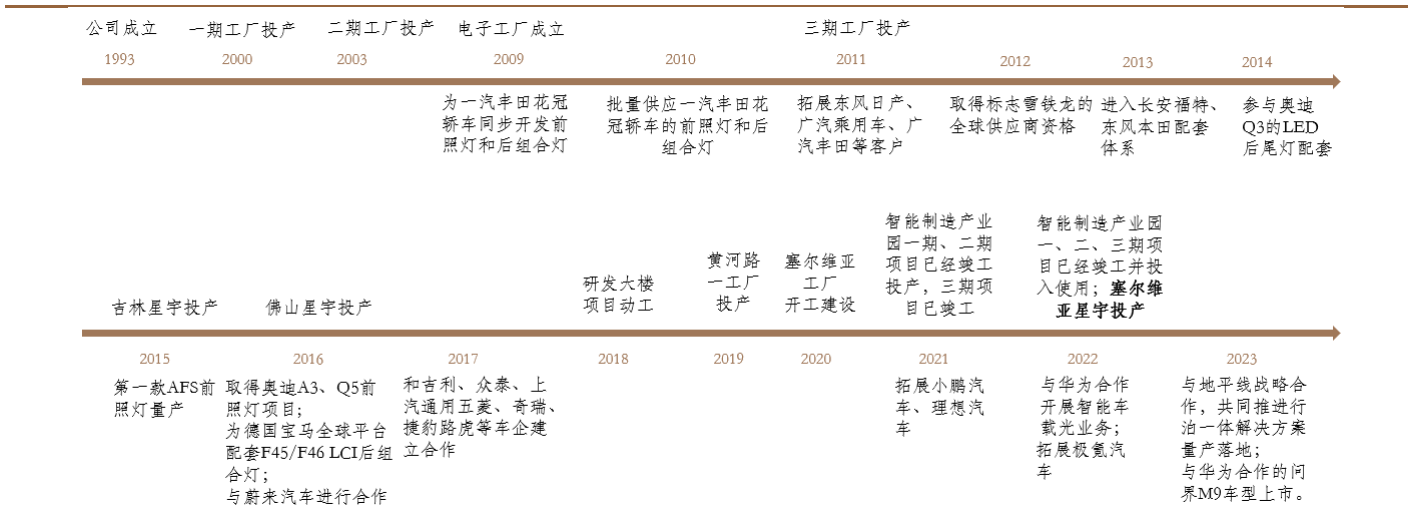 公司成立 一期工厂投产 二期工厂投产 电子工厂成立 三期工厂投产
1993 2000 2003 2009 2010 2011 2012 2013 2014
为一汽丰田花冠
轿车同步开发前
照灯和后组合灯
批量供应一汽丰田花
冠轿车的前照灯和后
组合灯
拓展东风日产、
广汽乘用车、广
汽丰田等客户
取得标志雪铁龙的
全球供应商资格
进入长安福特、
东风本田配套
体系
参与奥迪
Q3的LED
后尾灯配套
吉林星宇投产
佛山星宇投产
研发大楼
项目动工
黄河路
一工厂
投产
塞尔维亚
工厂
开工建设
智能制造产业
园一期、二期
项目已经竣工
投产，三期项
目已竣工
智能制造产业园
一、二、三期项
目已经竣工并投
入使用；塞尔维
亚星宇投产
2015 2016 2017 2018 2019 2020 2021 2022 2023
第一款AFS前
照灯量产
取得奥迪A3、Q5前
照灯项目；
为德国宝马全球平台
配套F45/F46 LCI后组
合灯；
与蔚来汽车进行合作
和吉利、众泰、上
汽通用五菱、奇瑞、
捷豹路虎等车企建
立合作
拓展小鹏汽
车、理想汽
车
与华为合作
开展智能车
载光业务；
拓展极氪汽
车
与地平线战略合
作，共同推进行
泊一体解决方案
量产落地；
与华为合作的问
界M9车型上市。